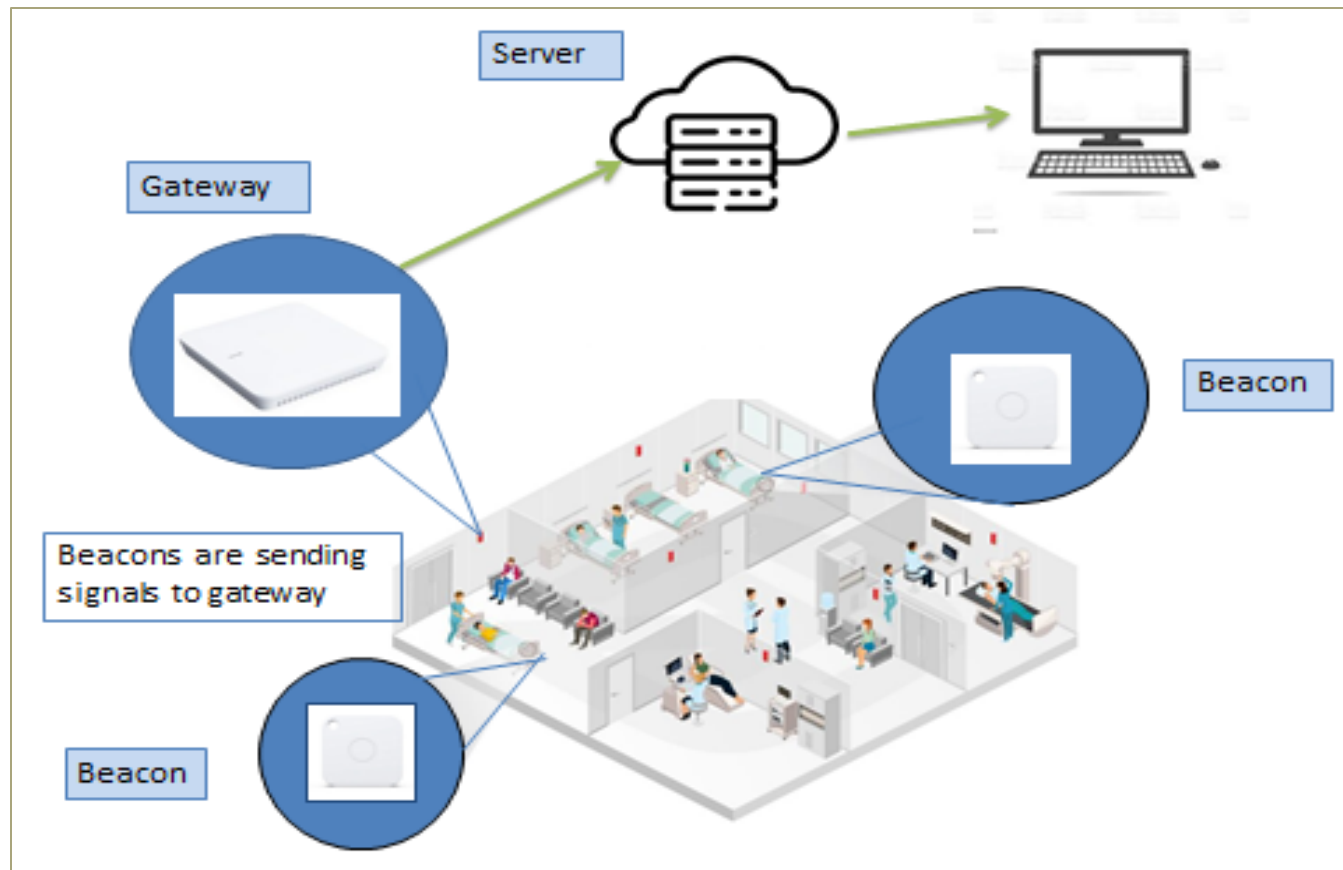 Server
Gateway
Beacon
Beacons are sending
signals to gateway
Beacon